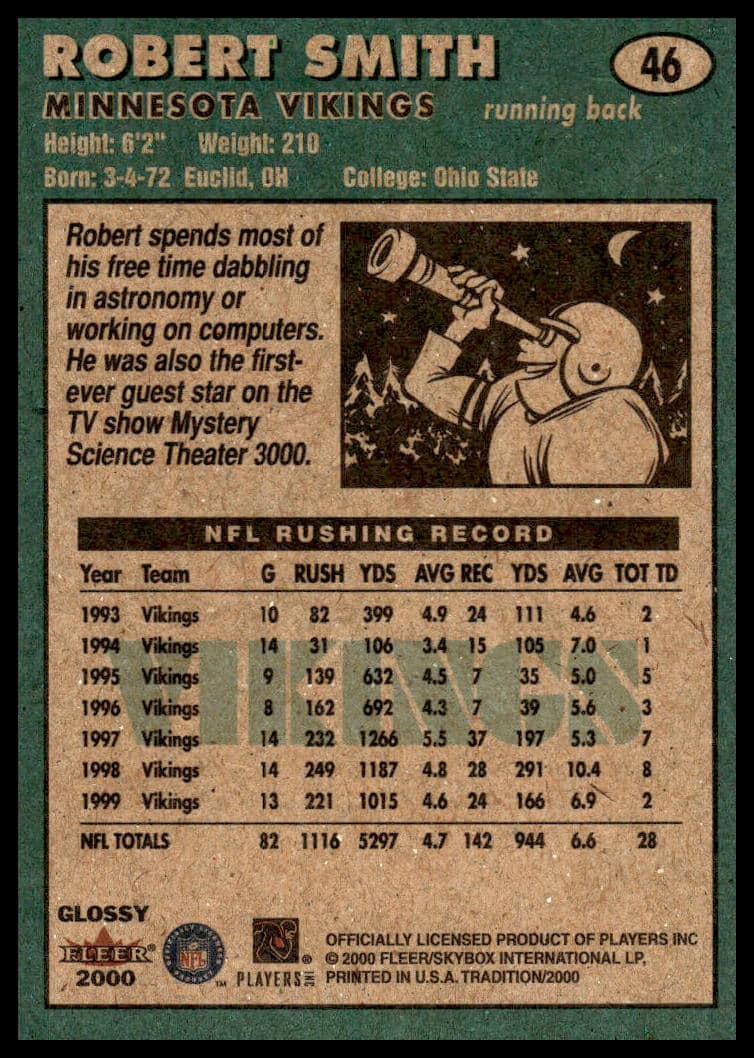 ROBERT SMITH
46
MINNESOTA VIKINGS running back
Height: 6'2" Weight: 210
Born: 3-4-72 Euclid, OH College: Ohio State
Robert spends most of
his free time dabbling
in astronomy or
working on computers.
He was also the first-
ever guest star on the
TV show Mystery
Science Theater 3000.
NFL RUSHING RECORD
Year Team G RUSH YDS AVG REC YDS AVG TOT TD
1993 Vikings 10 82 399 4.9 24 111 4.6 2
1994 Vikings 14 31 106 3.4 15 105 7.0 1
1995 Vikings 9 139 632 4.5 7 35 5.0 5
1996 Vikings 8 162 692 4.3 7 39 5.6 3
1997 Vikings 14 232 1266 5.5 37 197 5.3 7
1998 Vikings 14 249 1187 4.8 28 291 10.4 8
1999 Vikings 13 221 1015 4.6 24 166 6.9 2
NFL TOTALS 82 1116 5297 4.7 142 944 6.6 28
VIKINGS
GLOSSY
FLEER®
2000
NFL
™
PLAYERS INC
®
OFFICIALLY LICENSED PRODUCT OF PLAYERS INC
© 2000 FLEER/SKYBOX INTERNATIONAL LP,
PRINTED IN U.S.A. TRADITION/2000